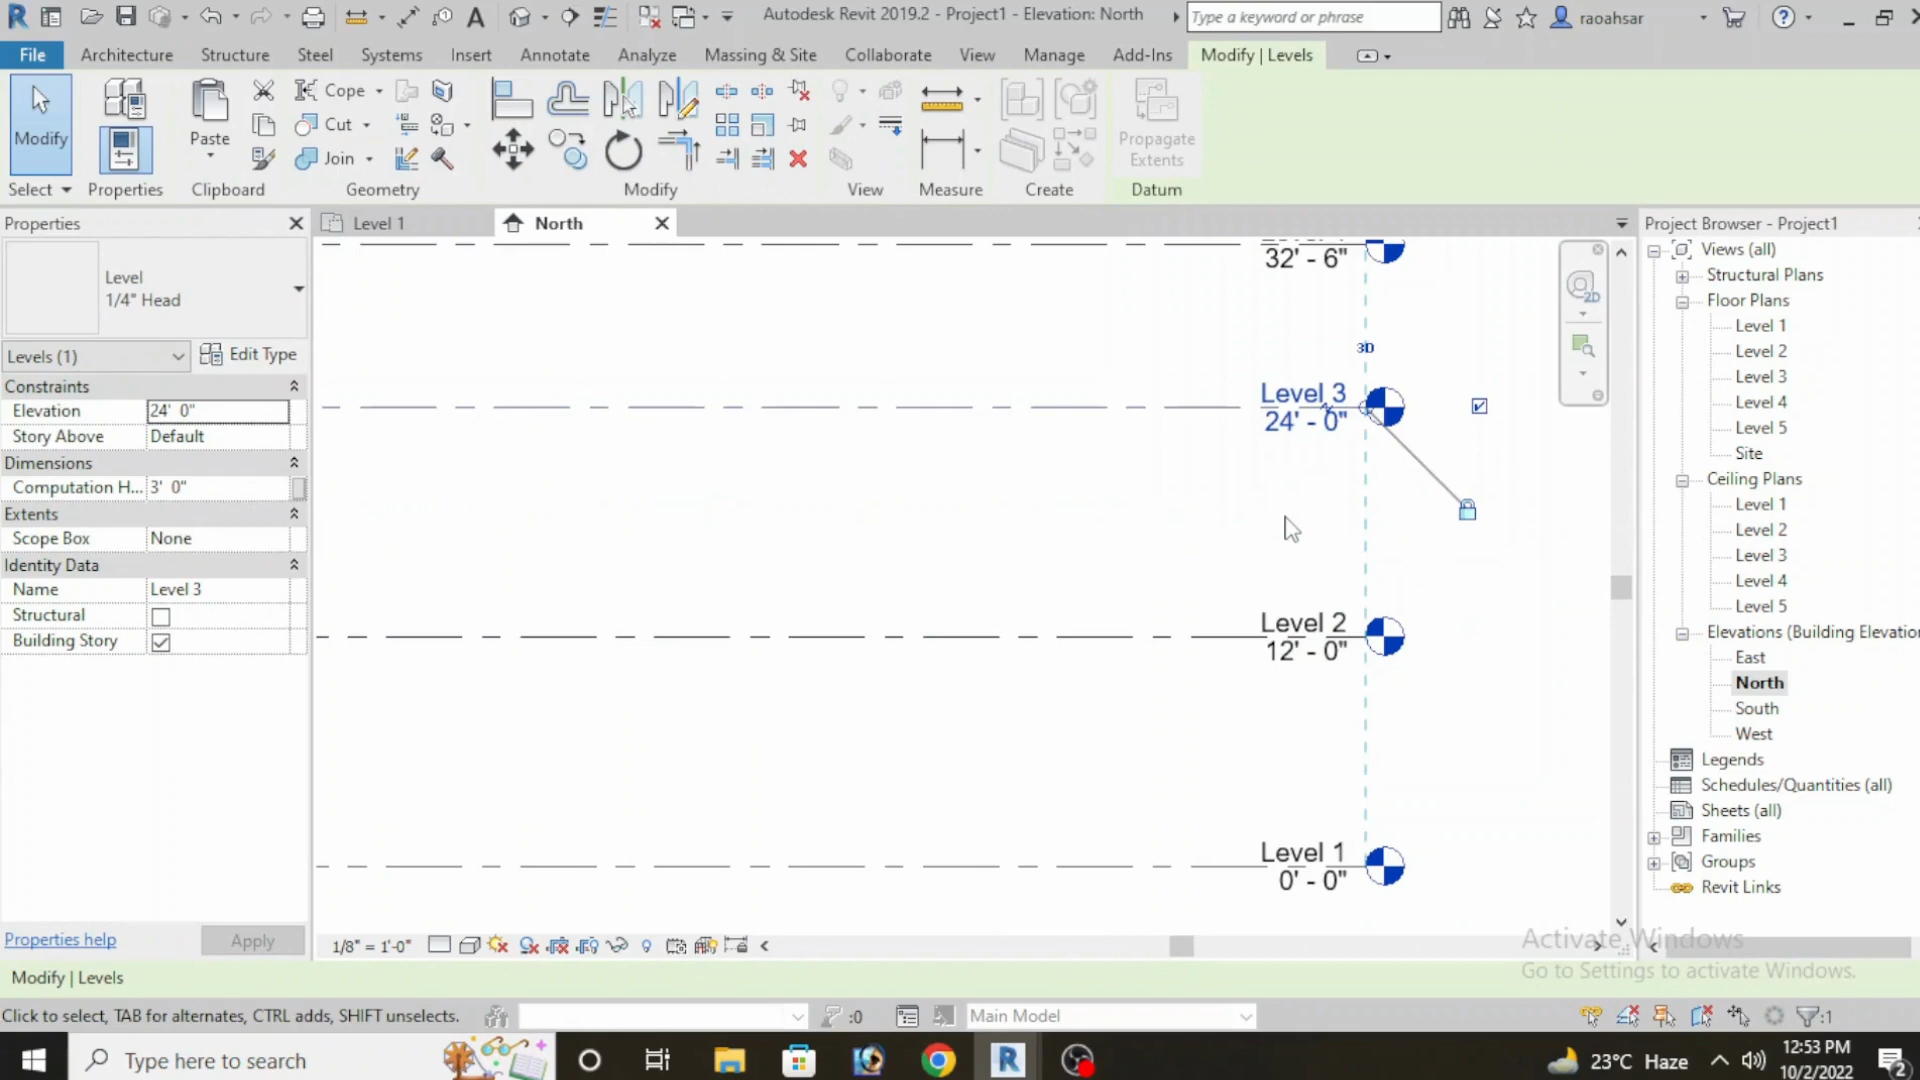 Autodesk Revit 2019.2 - Project1 - Elevation: North
Type a keyword or phrase
raoahsar
File
Architecture
Structure
Steel
Systems
Insert
Annotate
Analyze
Massing & Site
Collaborate
View
Manage
Add-Ins
Modify | Levels
Modify
Paste
Cope
Cut
Join
Propagate
Extents
Select
Properties
Clipboard
Geometry
Modify
View
Measure
Create
Datum
Properties
Level 1
North
Project Browser - Project1
Level
1/4" Head
Levels (1)
Edit Type
Constraints
Elevation
24' 0"
Story Above
Default
Dimensions
Computation H...
3' 0"
Extents
Scope Box
None
Identity Data
Name
Level 3
Structural
Building Story
Properties help
Apply
32' - 6"
3D
Level 3
24' - 0"
Level 2
12' - 0"
Level 1
0' - 0"
2D
Views (all)
Structural Plans
Floor Plans
Level 1
Level 2
Level 3
Level 4
Level 5
Site
Ceiling Plans
Level 1
Level 2
Level 3
Level 4
Level 5
Elevations (Building Elevatio
East
North
South
West
Legends
Schedules/Quantities (all)
Sheets (all)
Families
Groups
Revit Links
1/8" = 1'-0"
Activate Windows
Go to Settings to activate Windows.
Modify | Levels
Click to select, TAB for alternates, CTRL adds, SHIFT unselects.
:0
Main Model
:1
Type here to search
23°C Haze
12:53 PM
10/2/2022
2